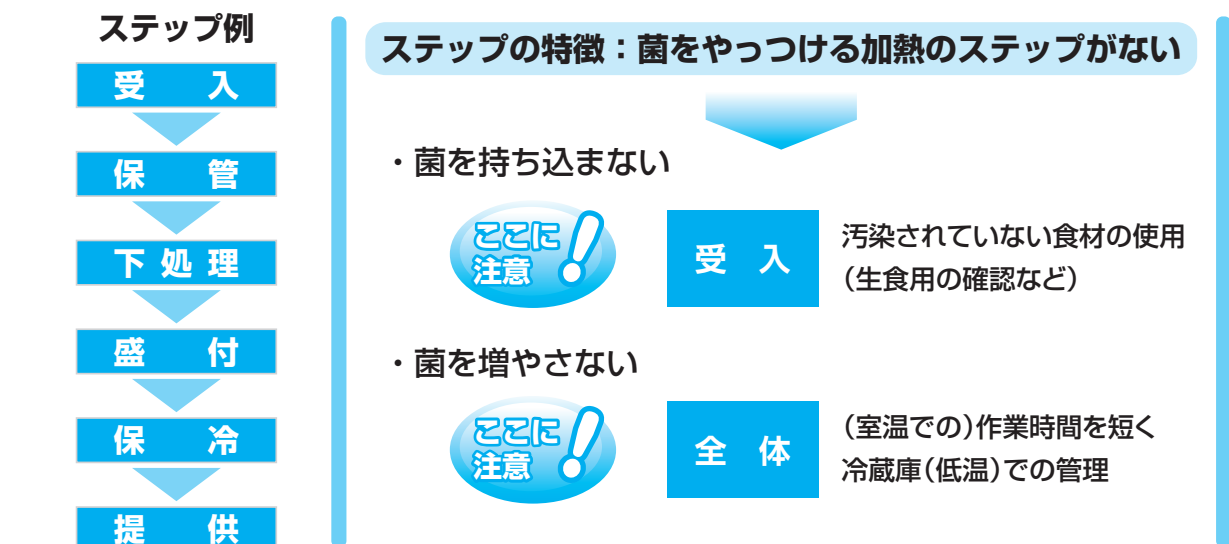 ステップ例
受入
保管
下処理
盛付
保冷
提供
ステップの特徴：菌をやっつける加熱のステップがない
・菌を持ち込まない
ここに
注意!
受入
汚染されていない食材の使用
（生食用の確認など）
・菌を増やさない
ここに
注意!
全体
（室温での）作業時間を短く
冷蔵庫（低温）での管理